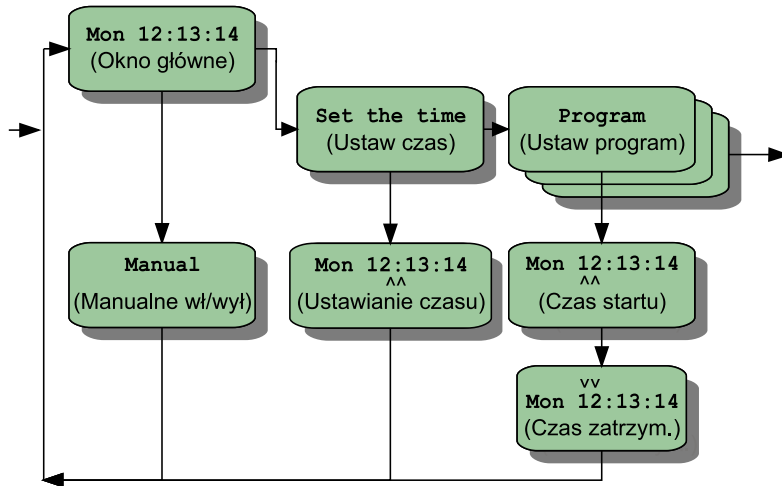 Mon 12:13:14
(Okno główne)
Set the time
(Ustaw czas)
Program
(Ustaw program)
Manual
(Manualne wł/wył)
Mon 12:13:14
^^
(Ustawianie czasu)
Mon 12:13:14
^^
(Czas startu)
vv
Mon 12:13:14
(Czas zatrzym.)